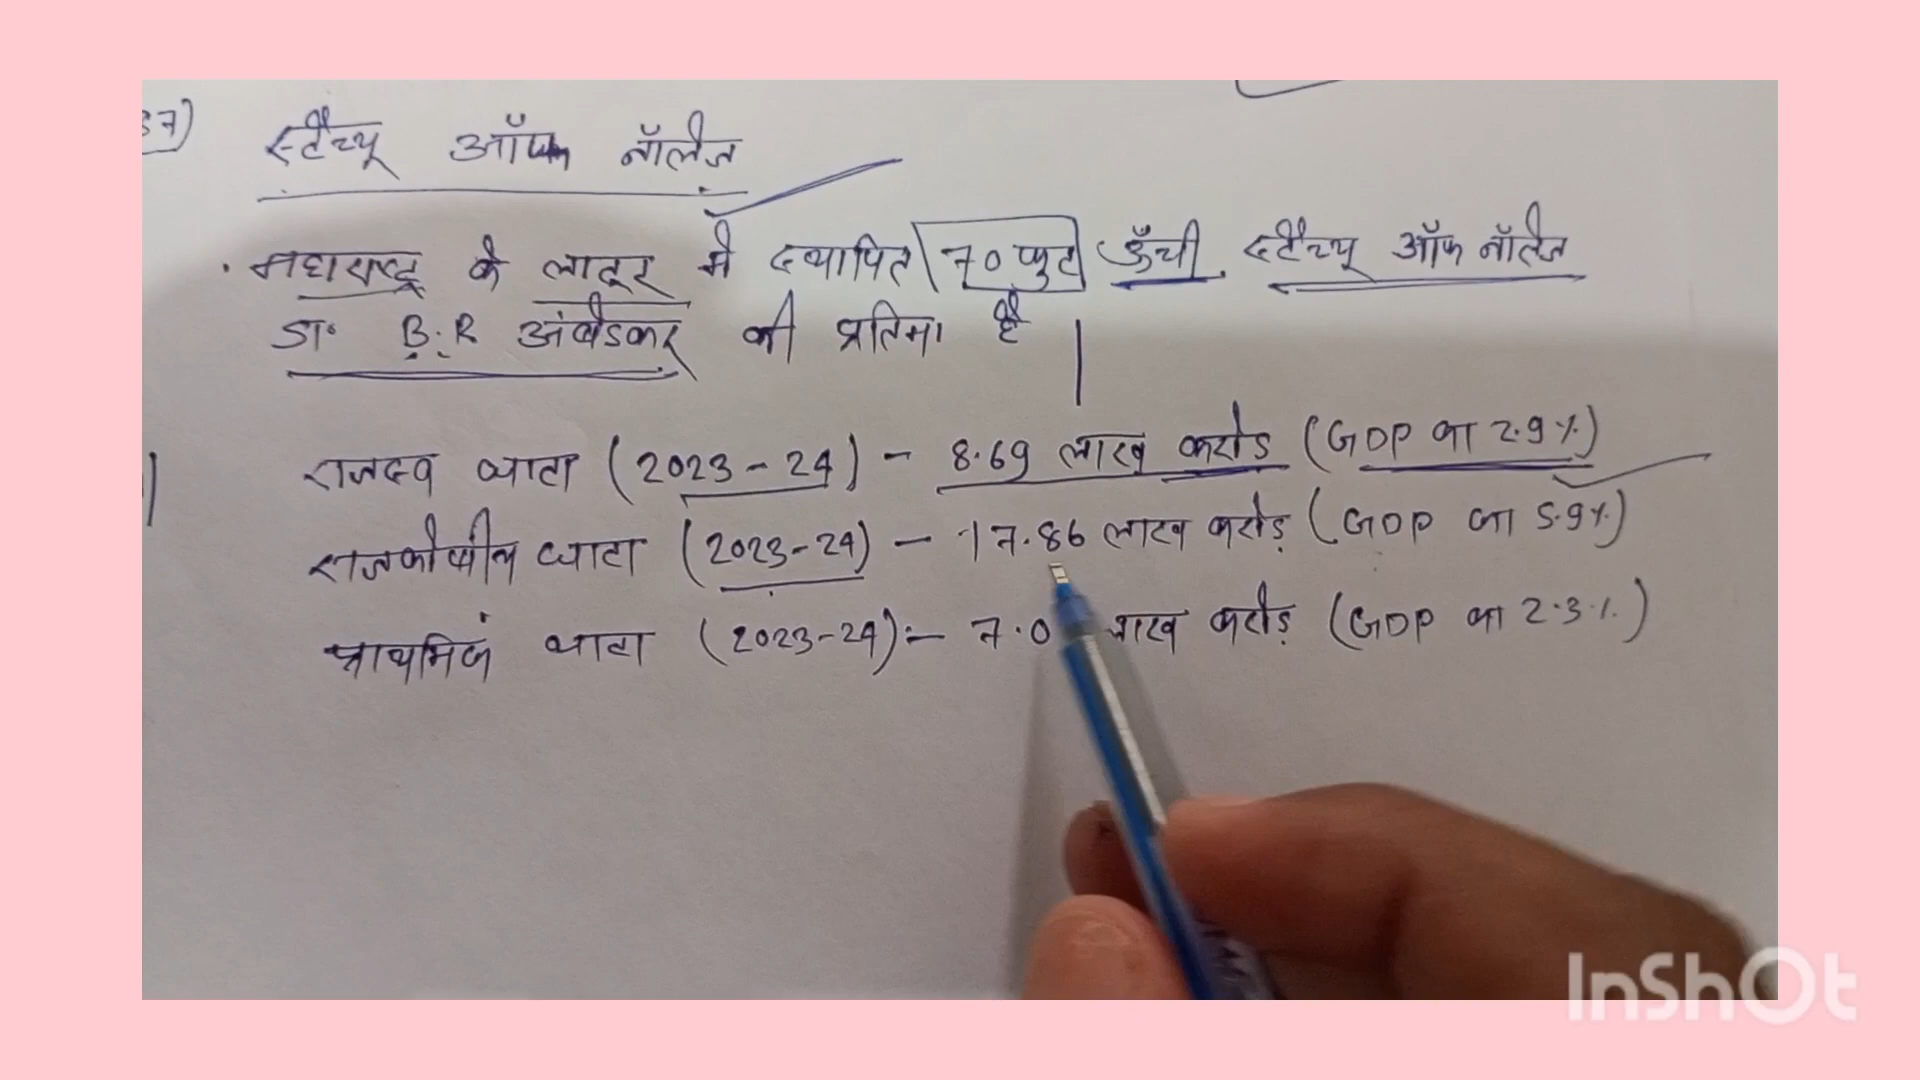 37)
स्टैच्यू ऑफ नॉलेज
. महाराष्ट्र के लातूर में स्थापित 70 फुट ऊँची स्टैच्यू ऑफ नॉलेज
डा॰ B.R अंबेडकर की प्रतिमा है |
राजस्व घाटा (2023-24) - 8.69 लाख करोड (GDP का 2.9%)
राजकोषीय घाटा (2023-24) - 17.86 लाख करोड़ (GDP का 5.9%)
प्राथमिक घाटा (2023-24):- 7.0 लाख करोड़ (GDP का 2.3%)
InShOt